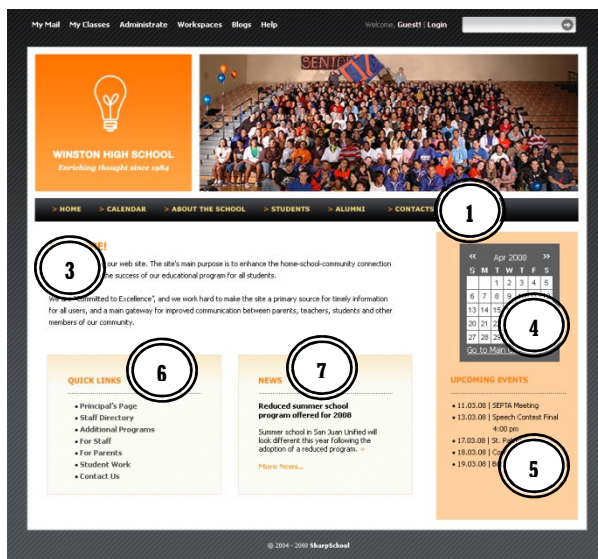 My Mail My Classes Administrate Workspaces Blogs Help
Welcome, Guest! | Login
SENIOR
WINSTON HIGH SCHOOL
Enriching thought since 1984
> HOME > CALENDAR > ABOUT THE SCHOOL > STUDENTS > ALUMNI > CONTACTS
1
3
our web site. The site's main purpose is to enhance the home-school-community connection
the success of our educational program for all students.
We are "Committed to Excellence", and we work hard to make the site a primary source for timely information
for all users, and a main gateway for improved communication between parents, teachers, students and other
members of our community.
« Apr 2008 »
S M T W T F S
1 2 3 4 5
6 7 8 9 10 11 12
13 14 15
20 21 22
27 28 29
Go to Main
4
6
QUICK LINKS
• Principal's Page
• Staff Directory
• Additional Programs
• For Staff
• For Parents
• Student Work
• Contact Us
7
NEWS
Reduced summer school
program offered for 2008
Summer school in San Juan Unified will
look different this year following the
adoption of a reduced program. »
More News...
UPCOMING EVENTS
• 11.03.08 | SEPTA Meeting
• 13.03.08 | Speech Contest Final
4:00 pm
• 17.03.08 | St.
• 18.03.08
• 19.03.08
5
© 2004 - 2008 SharpSchool